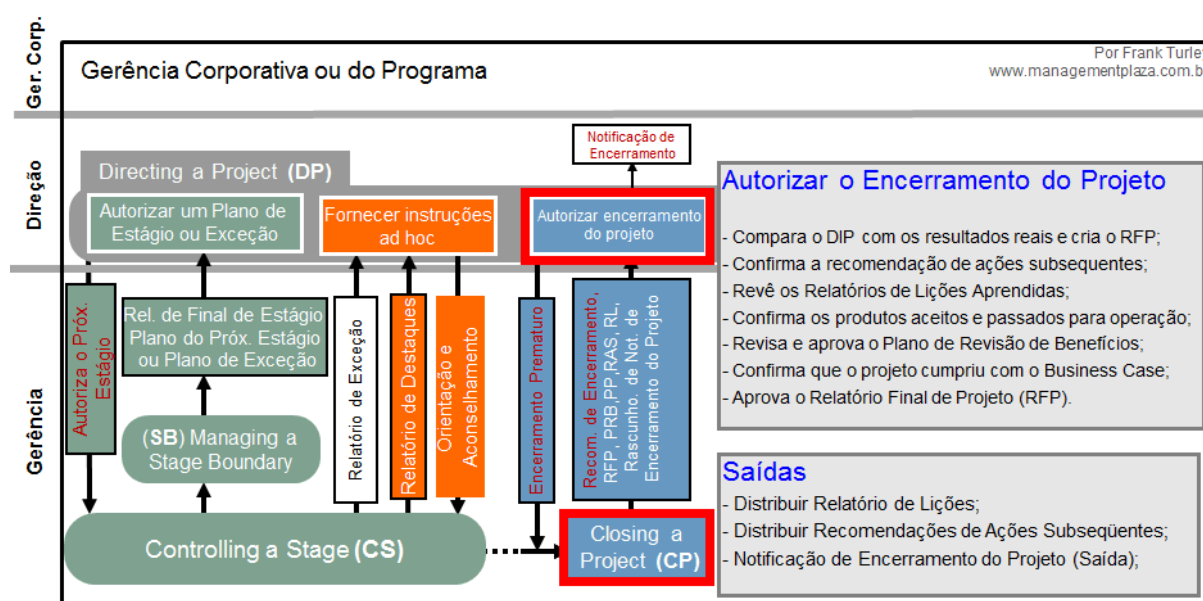 Ger. Corp.
Gerência Corporativa ou do Programa
Por Frank Turley
www.managementplaza.com.b
Direção
Directing a Project (DP)
Autorizar um Plano de
Estágio ou Exceção
Fornecer instruções
ad hoc
Notificação de
Encerramento
Autorizar encerramento
do projeto
Gerência
Autoriza o Próx.
Estágio
Rel. de Final de Estágio
Plano do Próx. Estágio
ou Plano de Exceção
(SB) Managing a
Stage Boundary
Relatório de Exceção
Relatório de Destaques
Orientação e
Aconselhamento
Encerramento Prematuro
Recom. de Encerramento,
RFP, PRB,PP,RAS, RL,
Rascunho. de Not. de
Encerramento do Projeto
Controlling a Stage (CS)
Closing a
Project (CP)
Autorizar o Encerramento do Projeto
- Compara o DIP com os resultados reais e cria o RFP;
- Confirma a recomendação de ações subsequentes;
- Revê os Relatórios de Lições Aprendidas;
- Confirma os produtos aceitos e passados para operação;
- Revisa e aprova o Plano de Revisão de Benefícios;
- Confirma que o projeto cumpriu com o Business Case;
- Aprova o Relatório Final de Projeto (RFP).
Saídas
- Distribuir Relatório de Lições;
- Distribuir Recomendações de Ações Subseqüentes;
- Notificação de Encerramento do Projeto (Saída);